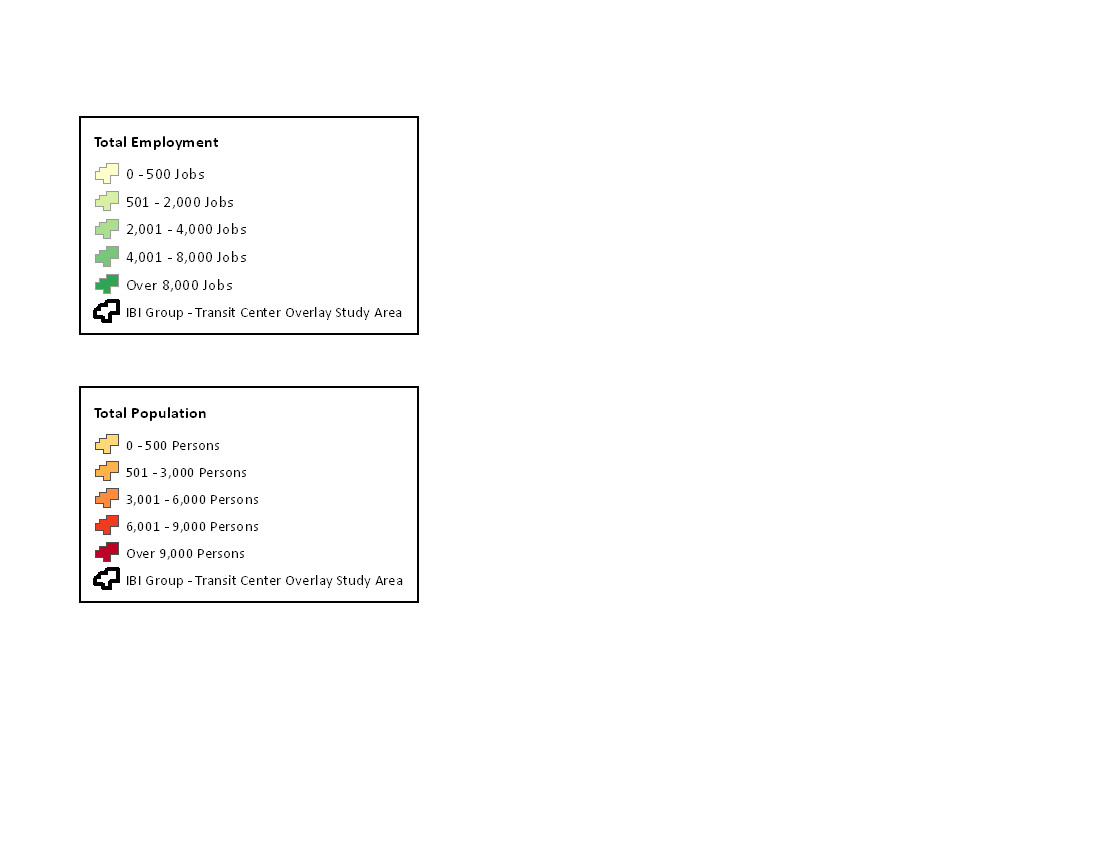 Total Employment
0 - 500 Jobs
501 - 2,000 Jobs
2,001 - 4,000 Jobs
4,001 - 8,000 Jobs
Over 8,000 Jobs
IBI Group - Transit Center Overlay Study Area
Total Population
0 - 500 Persons
501 - 3,000 Persons
3,001 - 6,000 Persons
6,001 - 9,000 Persons
Over 9,000 Persons
IBI Group - Transit Center Overlay Study Area